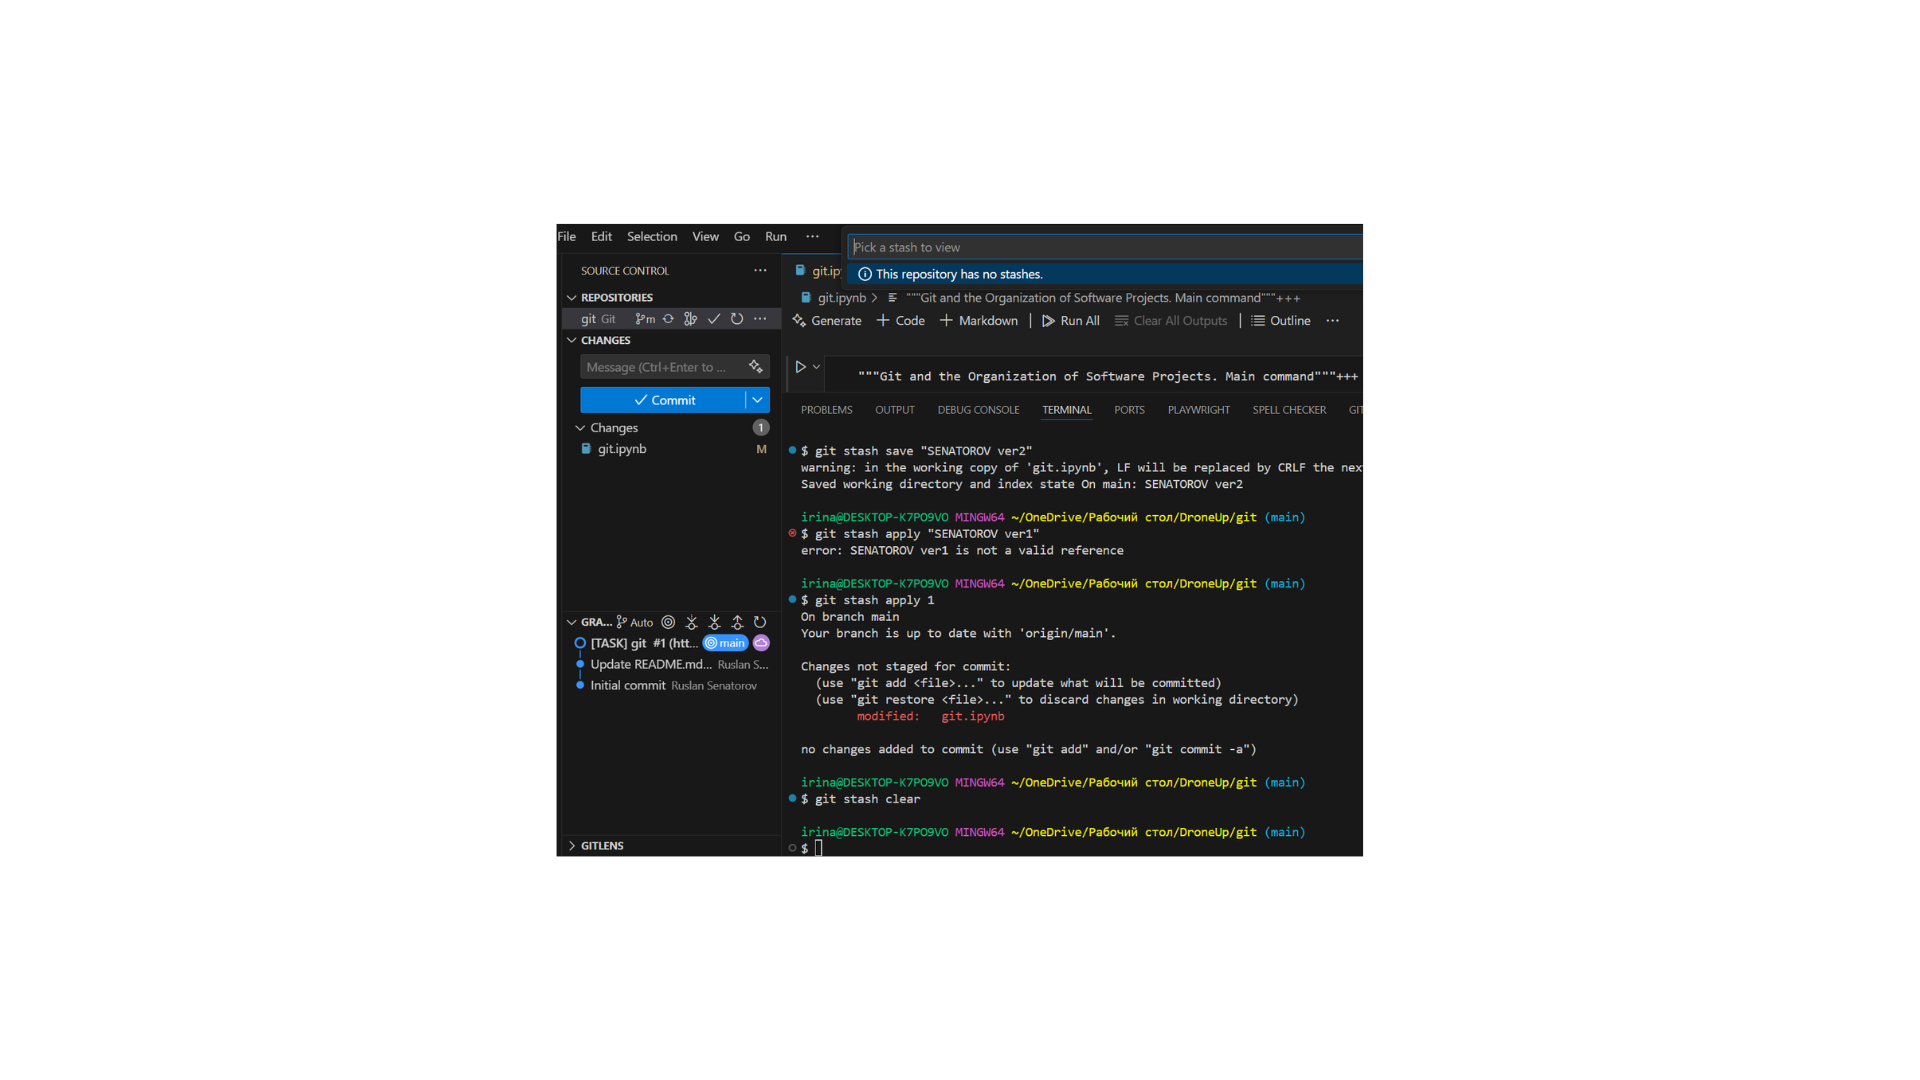 File Edit Selection View Go Run ...
Pick a stash to view
This repository has no stashes.
SOURCE CONTROL
REPOSITORIES
git Git m
CHANGES
Message (Ctrl+Enter to ...
Commit
Changes 1
git.ipynb M
GRA... Auto
[TASK] git #1 (htt... main
Update README.md... Ruslan S...
Initial commit Ruslan Senatorov
GITLENS
git.ip
git.ipynb > """Git and the Organization of Software Projects. Main command"""+++
Generate + Code + Markdown | Run All Clear All Outputs | Outline ...
"""Git and the Organization of Software Projects. Main command"""+++
PROBLEMS OUTPUT DEBUG CONSOLE TERMINAL PORTS PLAYWRIGHT SPELL CHECKER GI
$ git stash save "SENATOROV ver2"
warning: in the working copy of 'git.ipynb', LF will be replaced by CRLF the nex
Saved working directory and index state On main: SENATOROV ver2
irina@DESKTOP-K7PO9VO MINGW64 ~/OneDrive/Рабочий стол/DroneUp/git (main)
$ git stash apply "SENATOROV ver1"
error: SENATOROV ver1 is not a valid reference
irina@DESKTOP-K7PO9VO MINGW64 ~/OneDrive/Рабочий стол/DroneUp/git (main)
$ git stash apply 1
On branch main
Your branch is up to date with 'origin/main'.
Changes not staged for commit:
(use "git add <file>..." to update what will be committed)
(use "git restore <file>..." to discard changes in working directory)
modified: git.ipynb
no changes added to commit (use "git add" and/or "git commit -a")
irina@DESKTOP-K7PO9VO MINGW64 ~/OneDrive/Рабочий стол/DroneUp/git (main)
$ git stash clear
irina@DESKTOP-K7PO9VO MINGW64 ~/OneDrive/Рабочий стол/DroneUp/git (main)
$